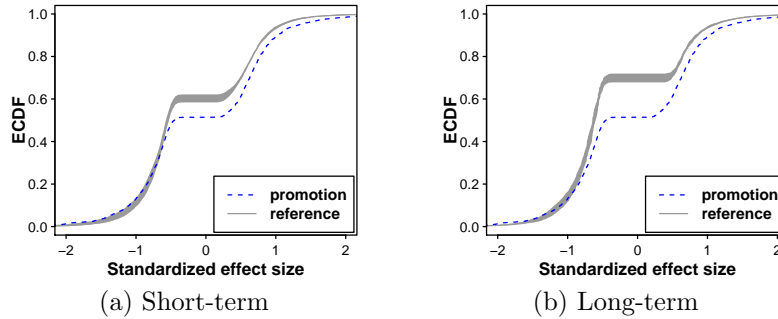 1.0
0.8
0.6
0.4
0.2
0.0
ECDF
promotion
reference
−2 −1 0 1 2
Standardized effect size
(a) Short-term
1.0
0.8
0.6
0.4
0.2
0.0
ECDF
promotion
reference
−2 −1 0 1 2
Standardized effect size
(b) Long-term